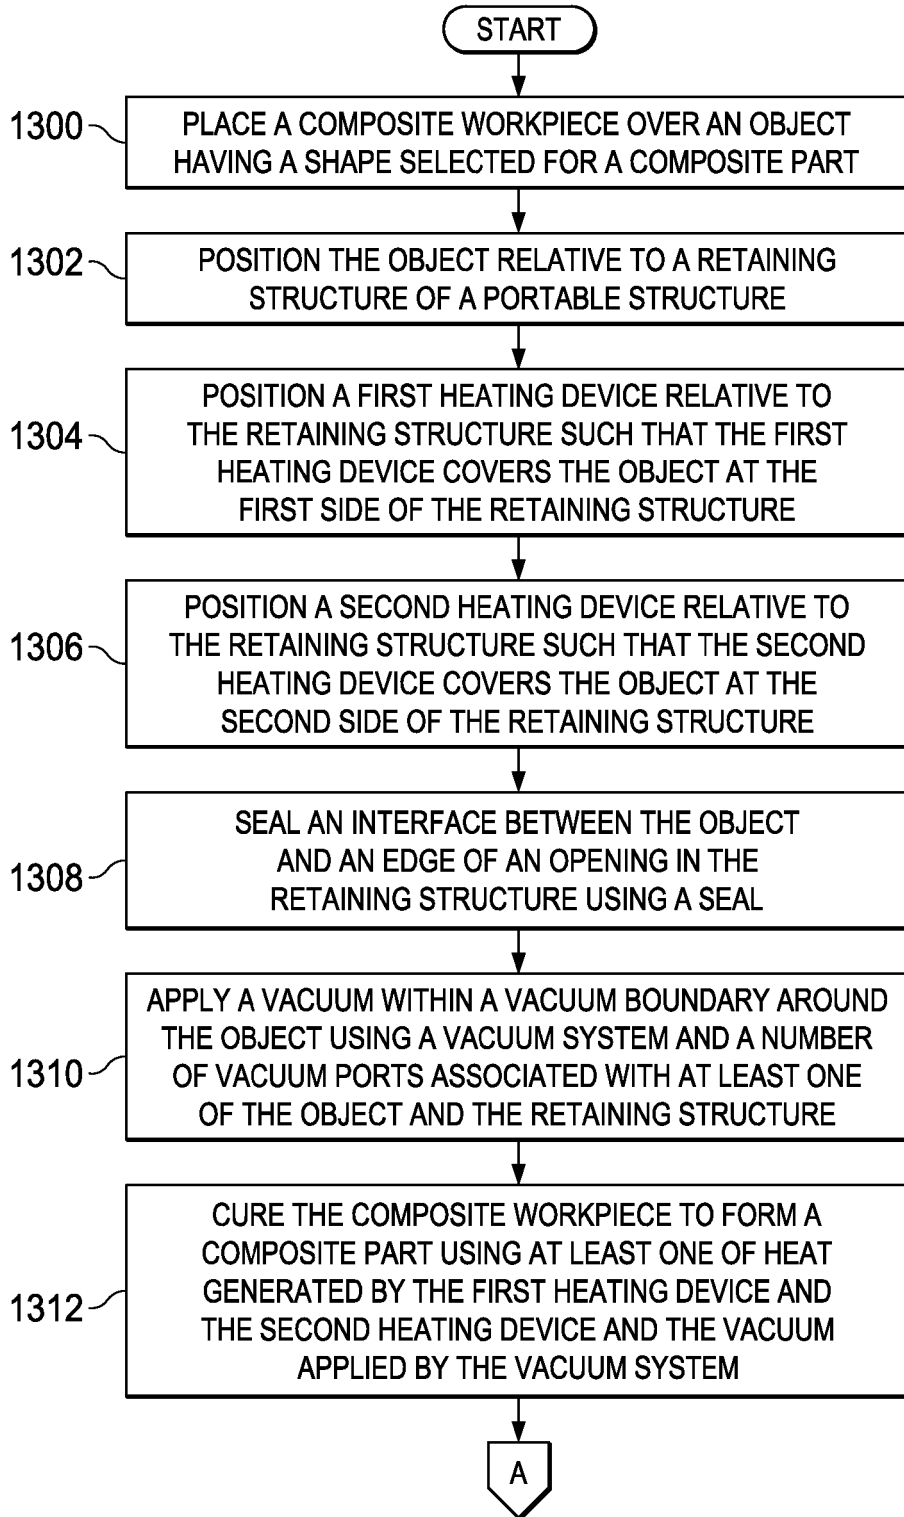 START
1300
PLACE A COMPOSITE WORKPIECE OVER AN OBJECT
HAVING A SHAPE SELECTED FOR A COMPOSITE PART
1302
POSITION THE OBJECT RELATIVE TO A RETAINING
STRUCTURE OF A PORTABLE STRUCTURE
1304
POSITION A FIRST HEATING DEVICE RELATIVE TO
THE RETAINING STRUCTURE SUCH THAT THE FIRST
HEATING DEVICE COVERS THE OBJECT AT THE
FIRST SIDE OF THE RETAINING STRUCTURE
1306
POSITION A SECOND HEATING DEVICE RELATIVE TO
THE RETAINING STRUCTURE SUCH THAT THE SECOND
HEATING DEVICE COVERS THE OBJECT AT THE
SECOND SIDE OF THE RETAINING STRUCTURE
1308
SEAL AN INTERFACE BETWEEN THE OBJECT
AND AN EDGE OF AN OPENING IN THE
RETAINING STRUCTURE USING A SEAL
1310
APPLY A VACUUM WITHIN A VACUUM BOUNDARY AROUND
THE OBJECT USING A VACUUM SYSTEM AND A NUMBER
OF VACUUM PORTS ASSOCIATED WITH AT LEAST ONE
OF THE OBJECT AND THE RETAINING STRUCTURE
1312
CURE THE COMPOSITE WORKPIECE TO FORM A
COMPOSITE PART USING AT LEAST ONE OF HEAT
GENERATED BY THE FIRST HEATING DEVICE AND
THE SECOND HEATING DEVICE AND THE VACUUM
APPLIED BY THE VACUUM SYSTEM
A